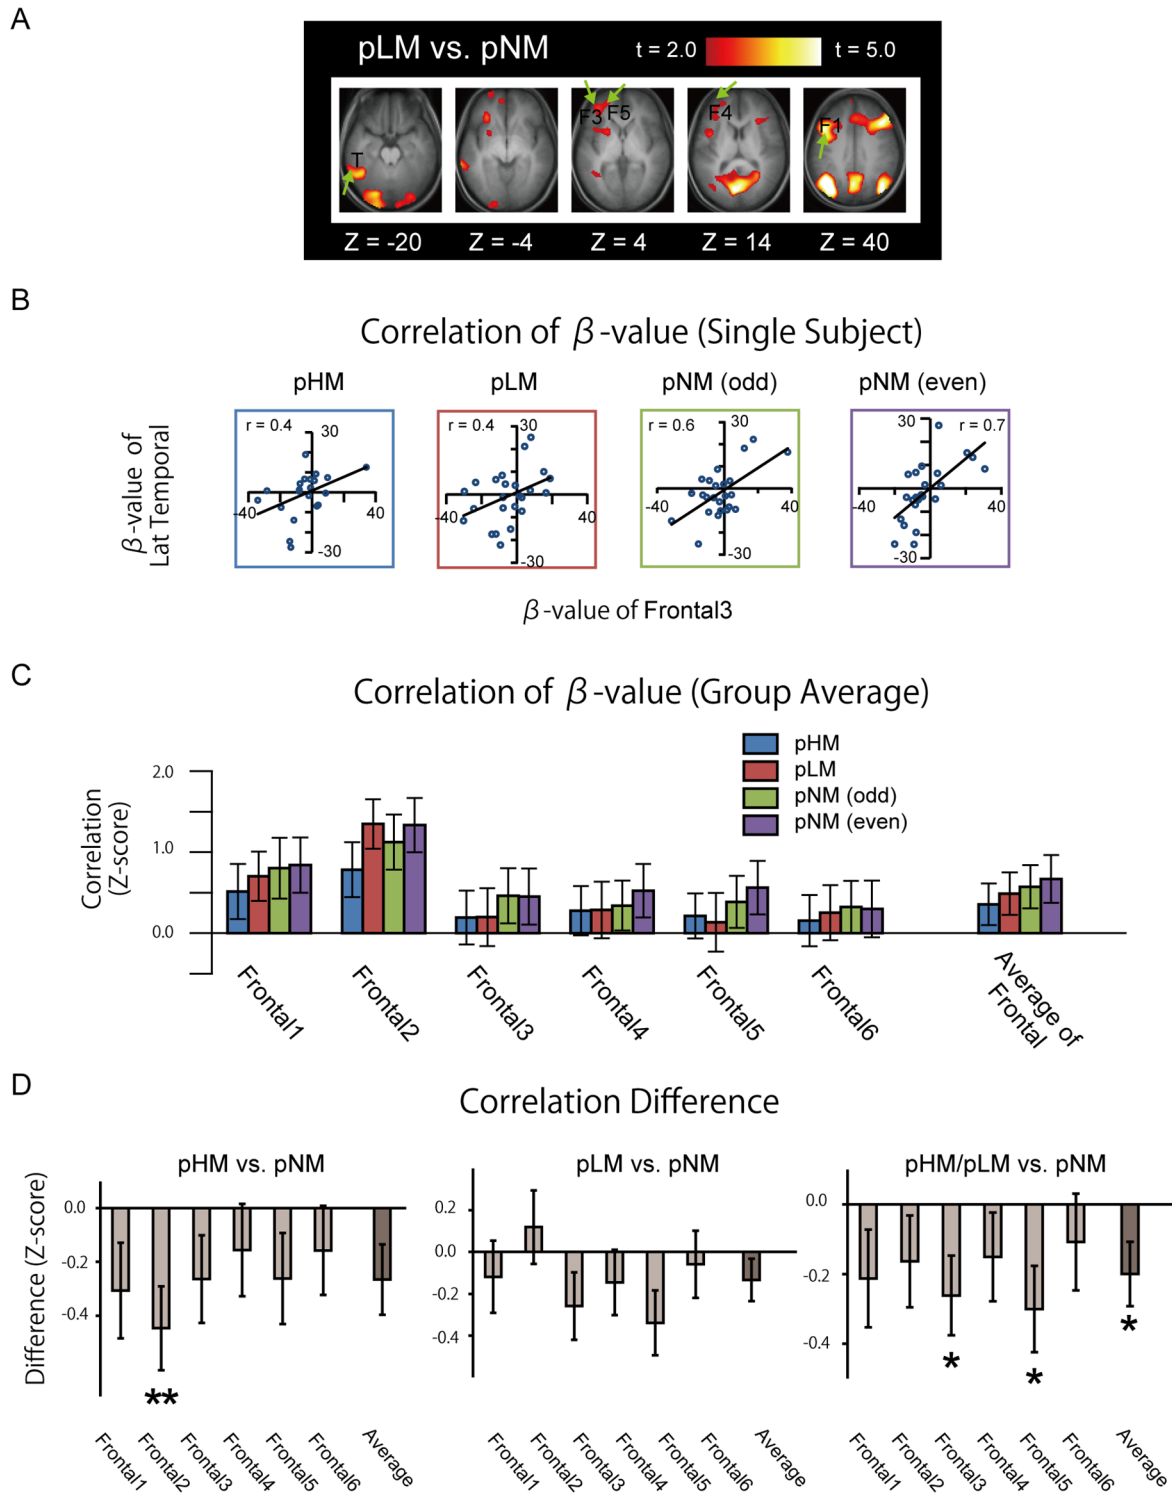 A
pLM vs. pNM
t = 2.0
t = 5.0
T
F3
F5
F4
F1
Z = -20
Z = -4
Z = 4
Z = 14
Z = 40
B
Correlation of β-value (Single Subject)
pHM
pLM
pNM (odd)
pNM (even)
β-value of
Lat Temporal
r = 0.4
30
-40
40
-30
r = 0.4
30
-40
40
-30
r = 0.6
30
-40
40
-30
r = 0.7
30
-40
40
-30
β-value of Frontal3
C
Correlation of β-value (Group Average)
pHM
pLM
pNM (odd)
pNM (even)
Correlation
(Z-score)
2.0
1.0
0.0
Frontal1
Frontal2
Frontal3
Frontal4
Frontal5
Frontal6
Average of
Frontal
D
Correlation Difference
Difference (Z-score)
pHM vs. pNM
0.0
-0.2
-0.4
**
Frontal1
Frontal2
Frontal3
Frontal4
Frontal5
Frontal6
Average
pLM vs. pNM
0.2
0.0
-0.2
-0.4
Frontal1
Frontal2
Frontal3
Frontal4
Frontal5
Frontal6
Average
pHM/pLM vs. pNM
0.0
-0.2
-0.4
*
*
*
Frontal1
Frontal2
Frontal3
Frontal4
Frontal5
Frontal6
Average